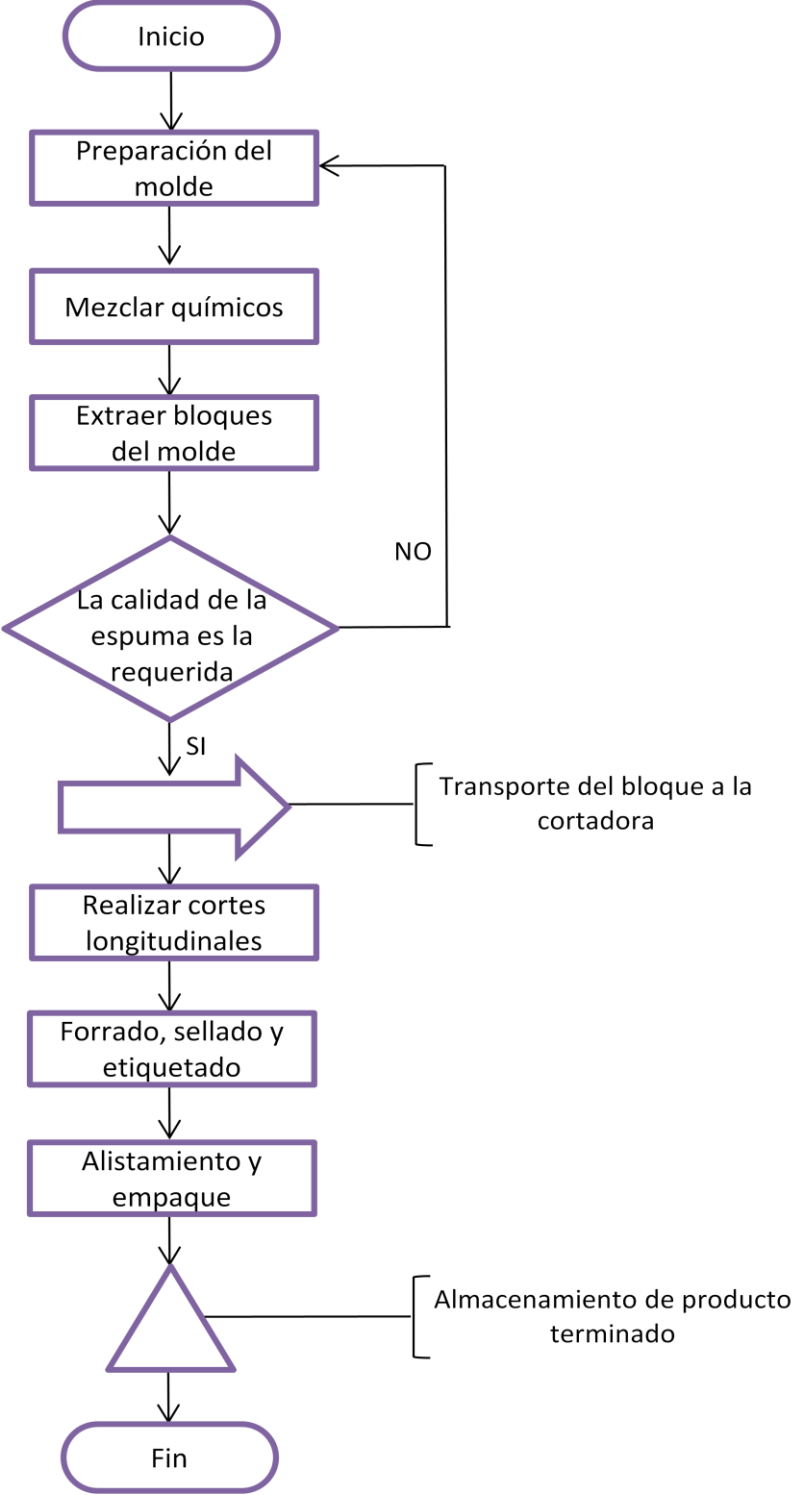 Inicio
Preparación del
molde
Mezclar químicos
Extraer bloques
del molde
NO
La calidad de la
espuma es la
requerida
SI
Transporte del bloque a la
cortadora
Realizar cortes
longitudinales
Forrado, sellado y
etiquetado
Alistamiento y
empaque
Almacenamiento de producto
terminado
Fin